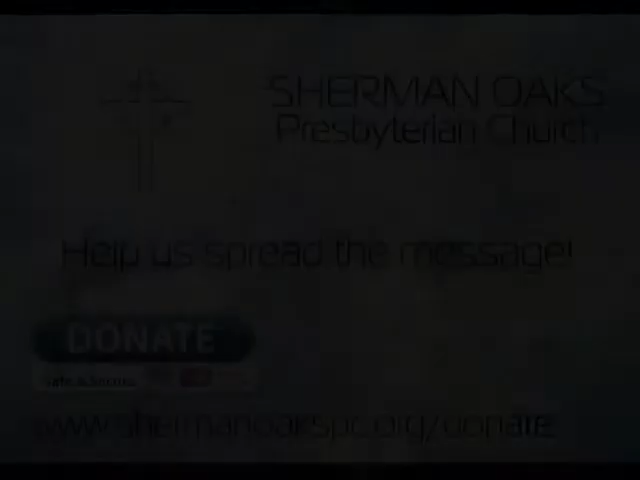 SHERMAN OAKS
Presbyterian Church
Help us spread the message!
DONATE
www.shermanoakspc.org/donate